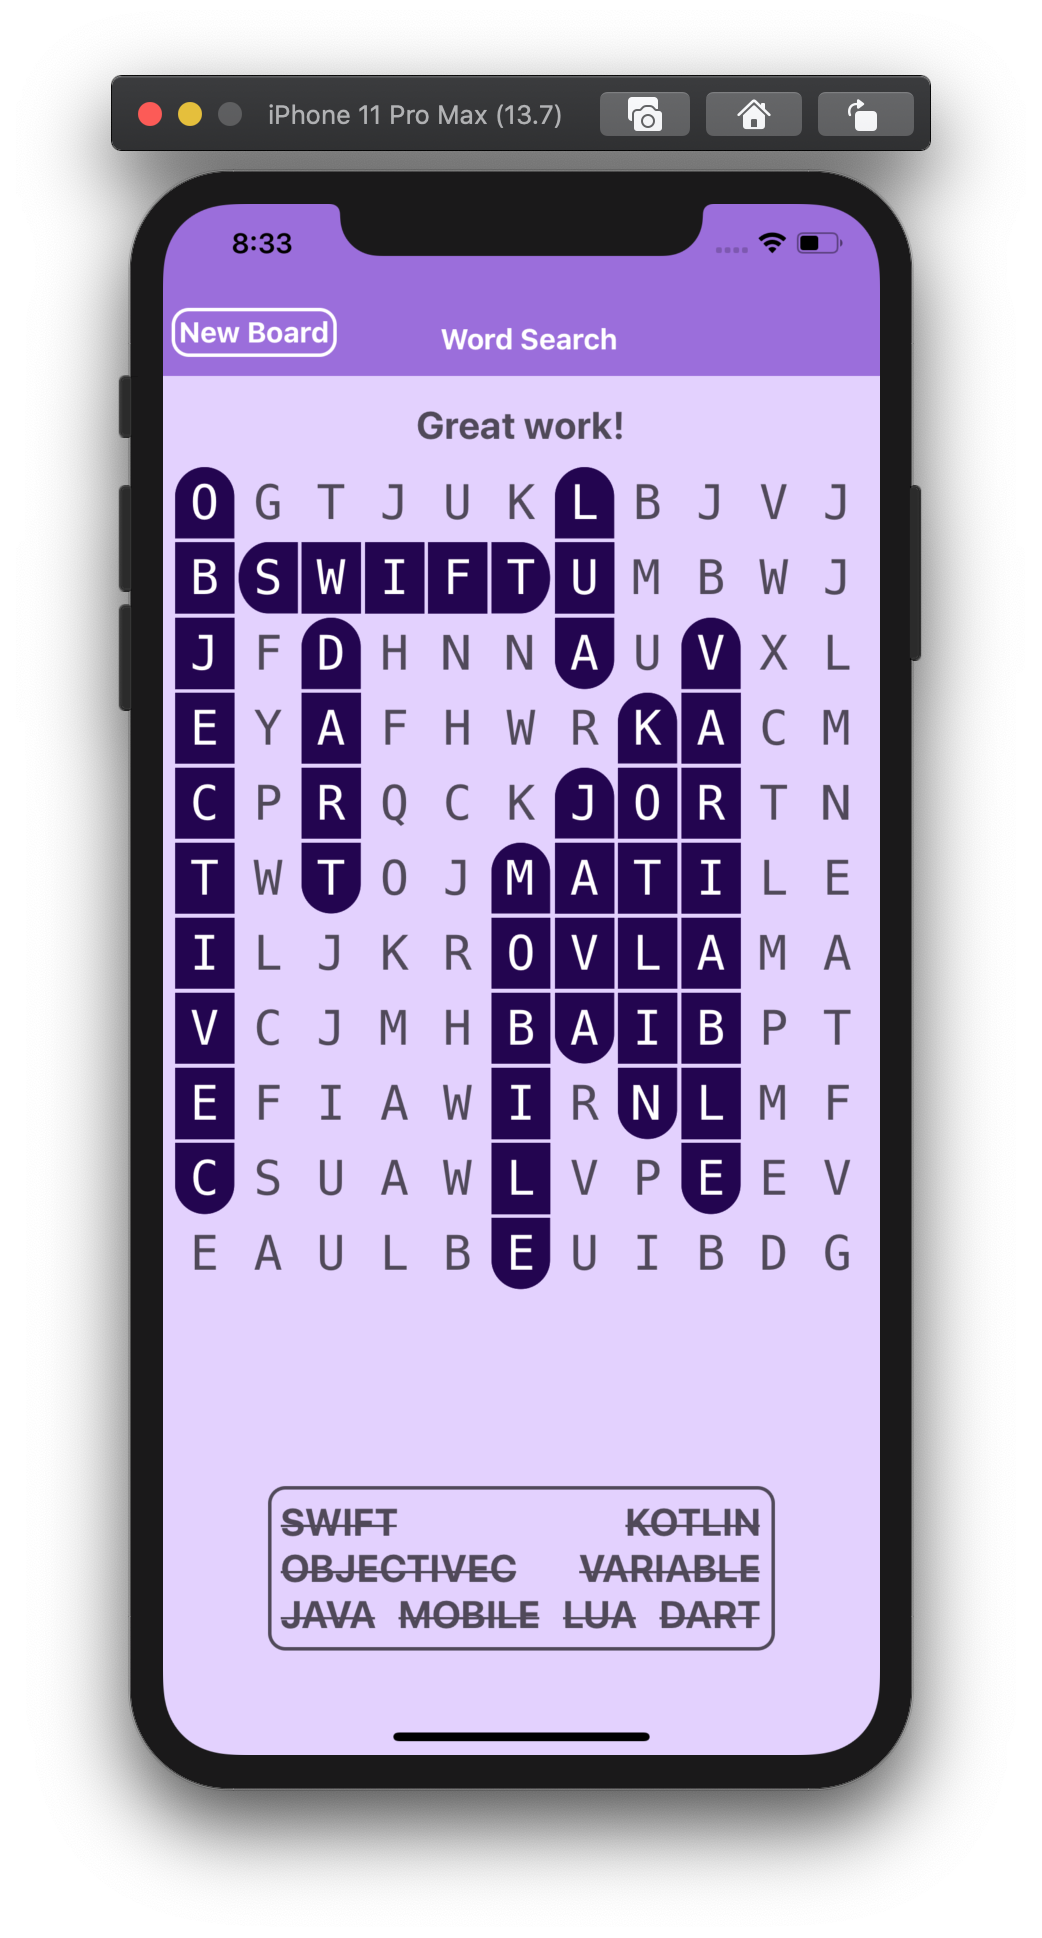 iPhone 11 Pro Max (13.7)
8:33
New Board
Word Search
Great work!
O G T J U K L B J V J
B S W I F T U M B W J
J F D H N N A U V X L
E Y A F H W R K A C M
C P R Q C K J O R T N
T W T O J M A T I L E
I L J K R O V L A M A
V C J M H B A I B P T
E F I A W I R N L M F
C S U A W L V P E E V
E A U L B E U I B D G
SWIFT KOTLIN
OBJECTIVEC VARIABLE
JAVA MOBILE LUA DART